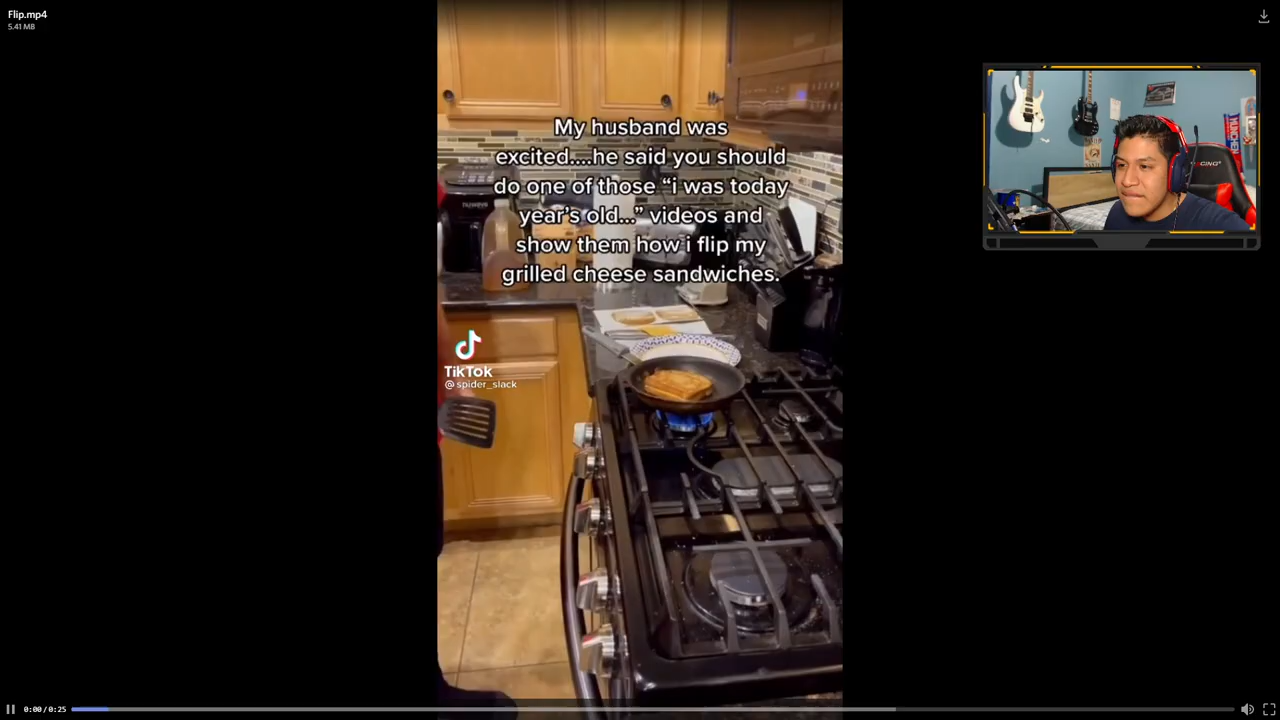 Flip.mp4
5.41 MB
My husband was
excited....he said you should
do one of those “i was today
year’s old...” videos and
show them how i flip my
grilled cheese sandwiches.
TikTok
@spider_slack
0:00/0:25